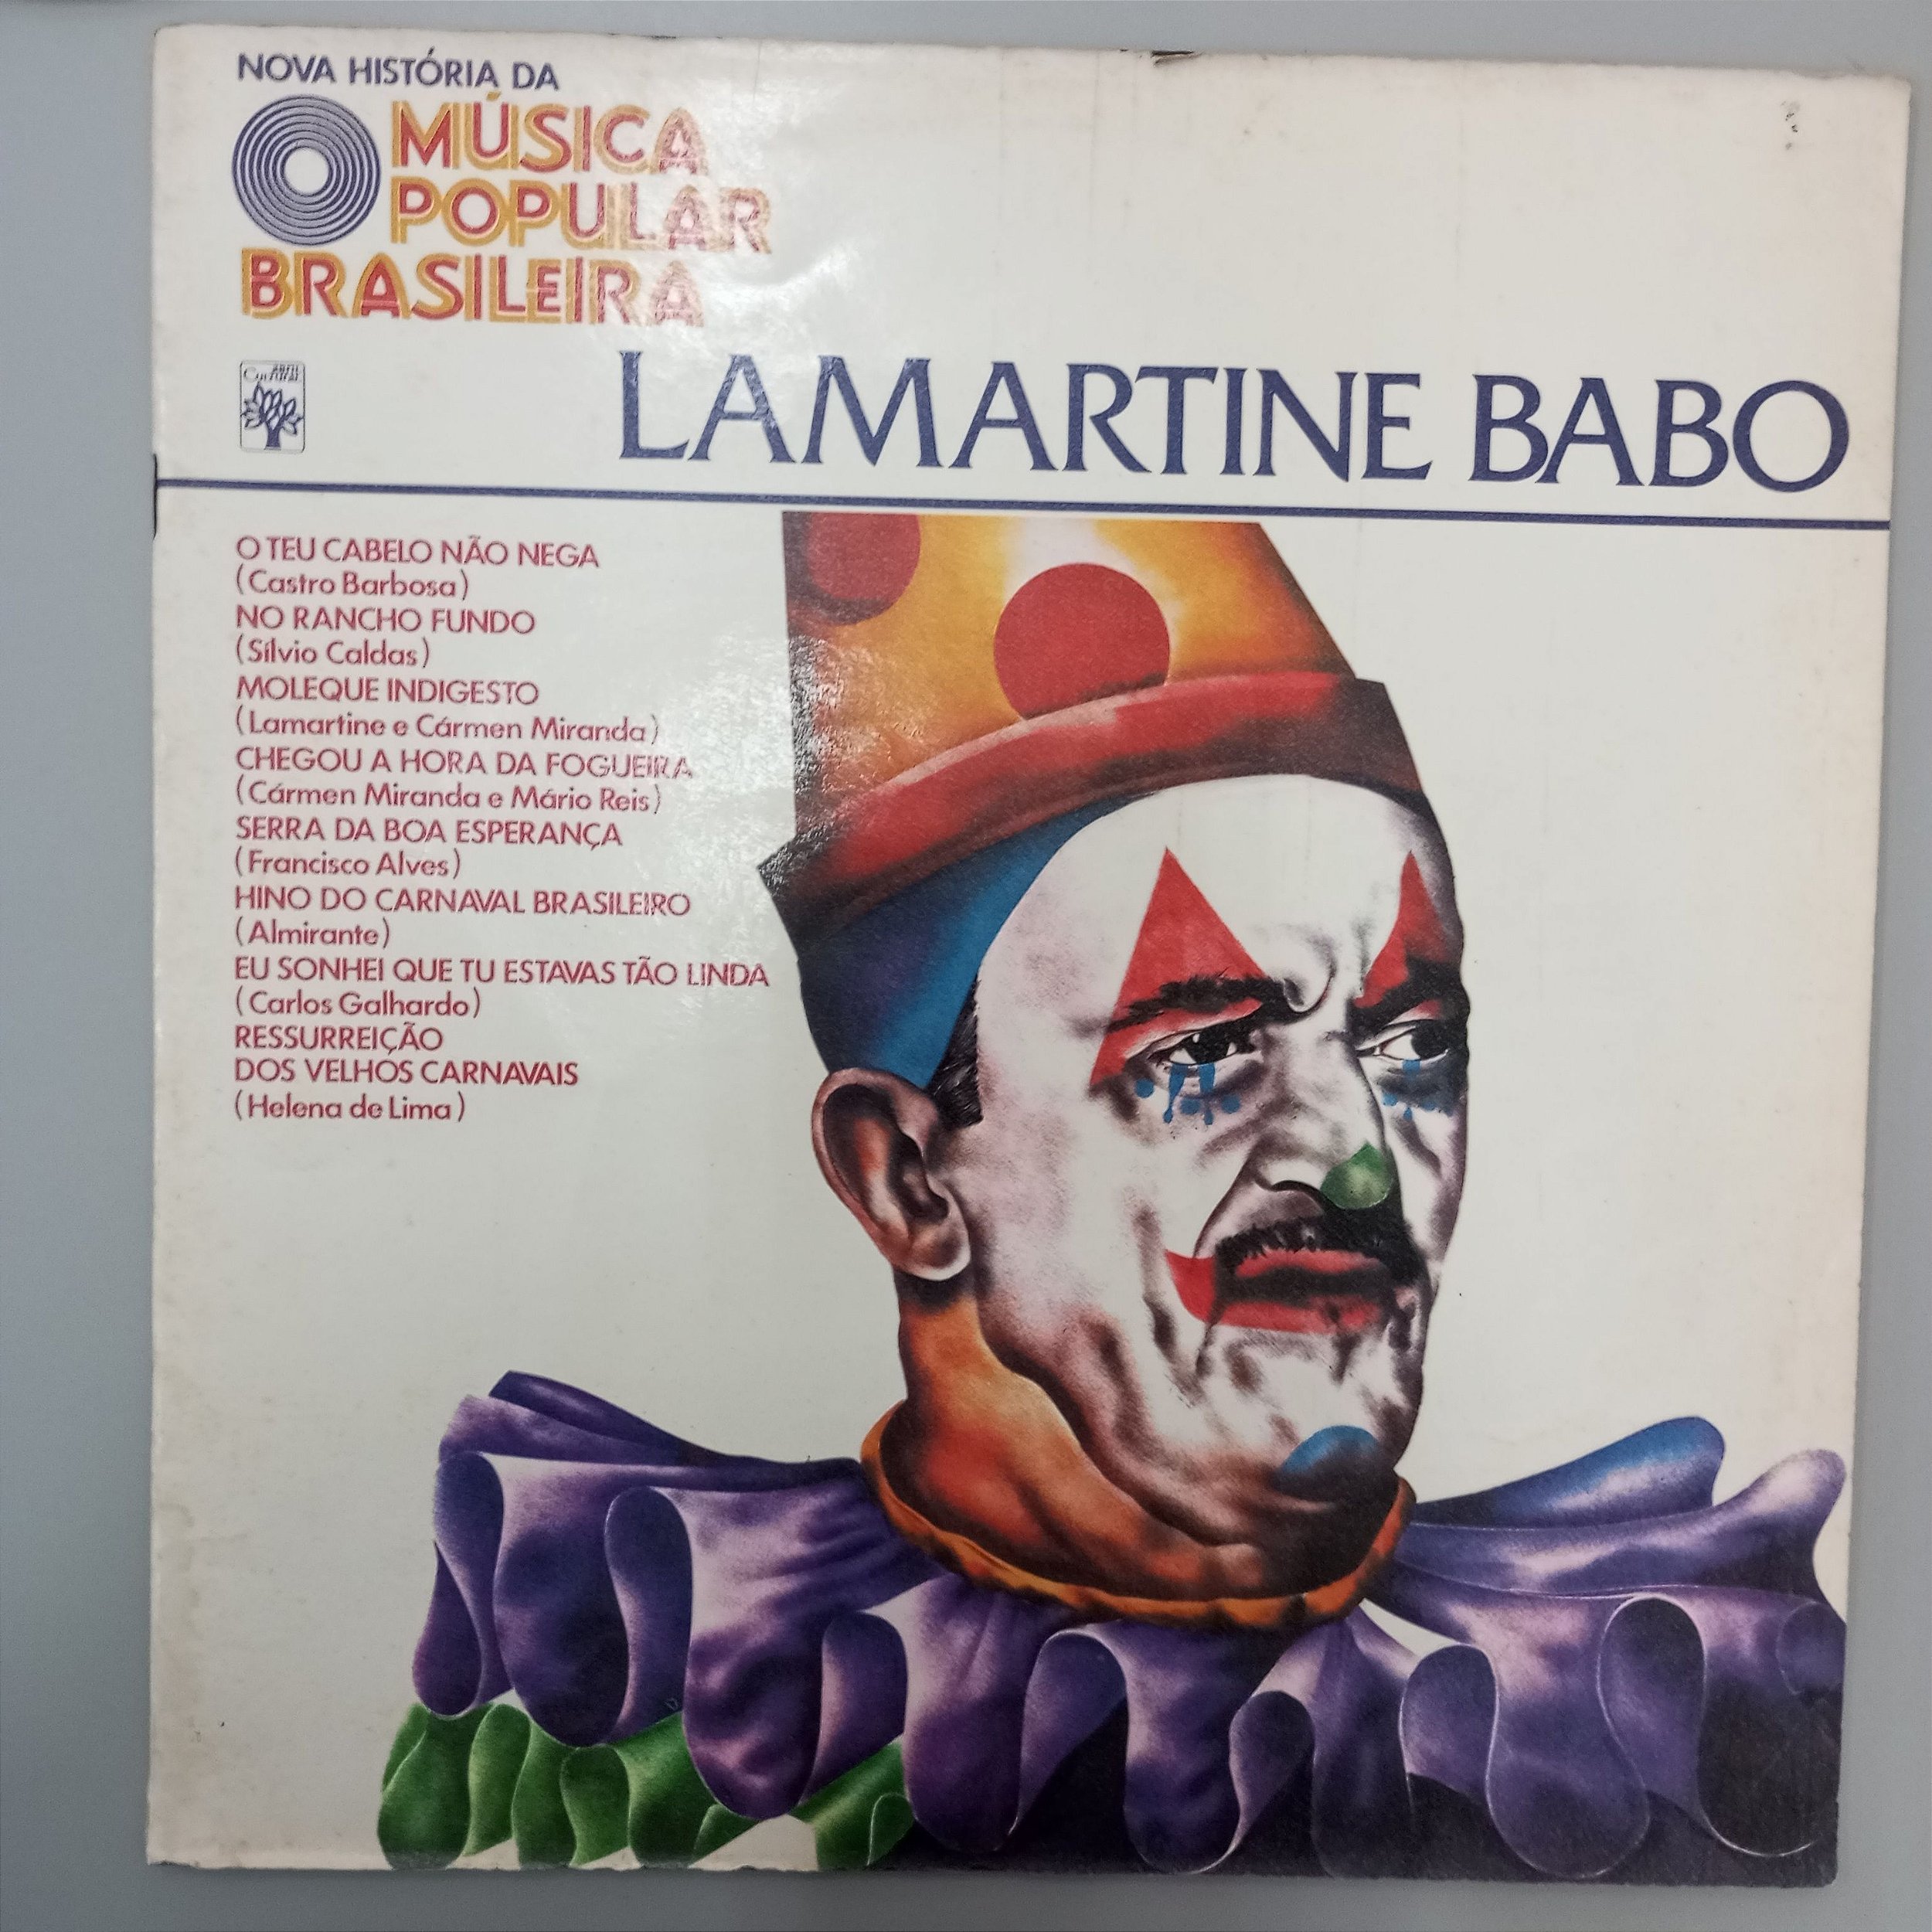 NOVA HISTÓRIA DA
MÚSICA
POPULAR
BRASILEIRA
ABRIL
Cultural
LAMARTINE BABO
O TEU CABELO NÃO NEGA
(Castro Barbosa)
NO RANCHO FUNDO
(Sílvio Caldas)
MOLEQUE INDIGESTO
(Lamartine e Cármen Miranda)
CHEGOU A HORA DA FOGUEIRA
(Cármen Miranda e Mário Reis)
SERRA DA BOA ESPERANÇA
(Francisco Alves)
HINO DO CARNAVAL BRASILEIRO
(Almirante)
EU SONHEI QUE TU ESTAVAS TÃO LINDA
(Carlos Galhardo)
RESSURREIÇÃO
DOS VELHOS CARNAVAIS
(Helena de Lima)